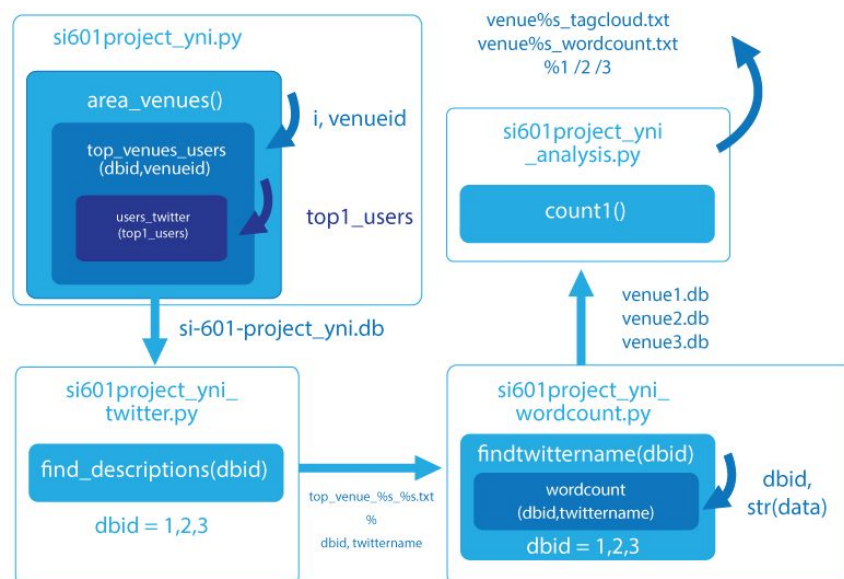 si601project_yni.py
area_venues()
i, venueid
top_venues_users
(dbid,venueid)
users_twitter
(top1_users)
top1_users
si-601-project_yni.db
si601project_yni_
twitter.py
find_descriptions(dbid)
dbid = 1,2,3
top_venue_%s_%s.txt
%
dbid, twittername
si601project_yni_
wordcount.py
findtwittername(dbid)
wordcount
(dbid,twittername)
dbid = 1,2,3
dbid,
str(data)
venue1.db
venue2.db
venue3.db
si601project_yni
_analysis.py
count1()
venue%s_tagcloud.txt
venue%s_wordcount.txt
%1 /2 /3